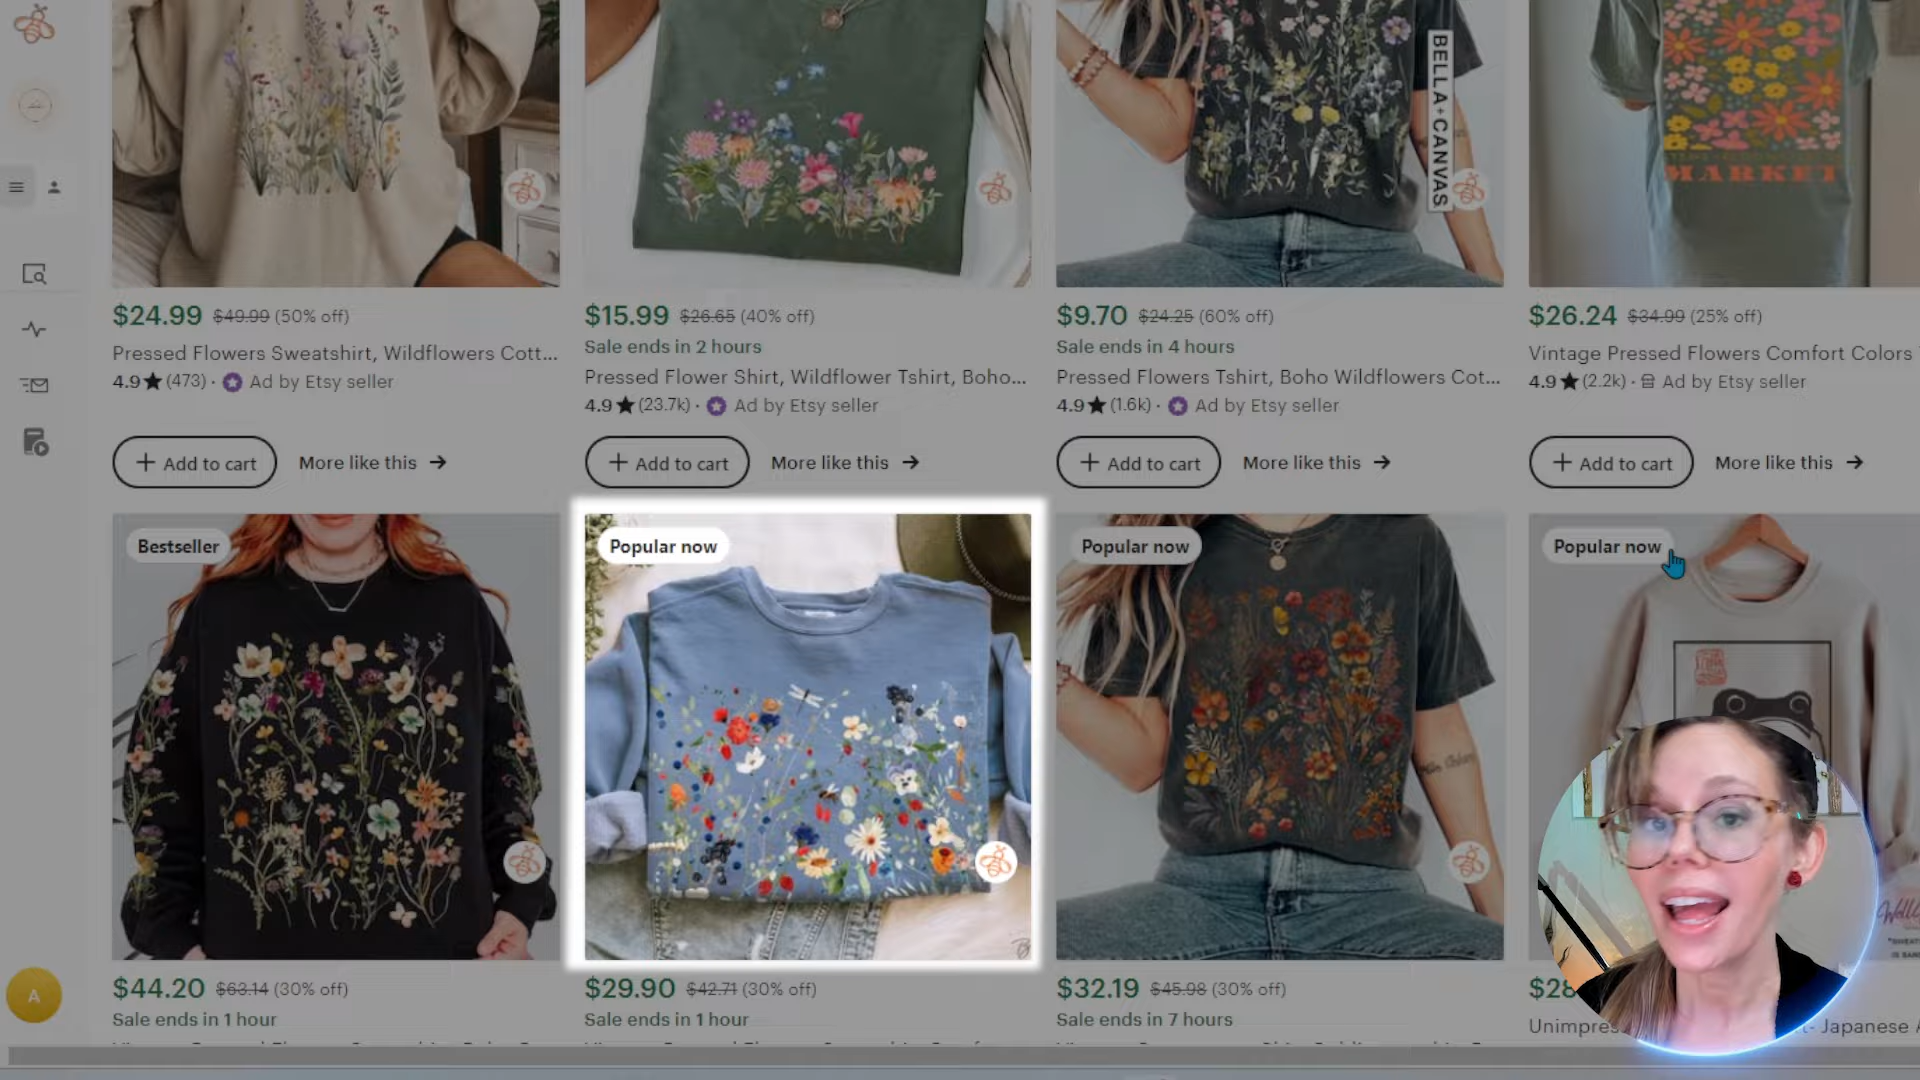 BELLA+CANVAS
MARKET
$24.99 $49.99 (50% off)
Pressed Flowers Sweatshirt, Wildflowers Cott...
4.9★(473) · Ad by Etsy seller
+ Add to cart More like this →
$15.99 $26.65 (40% off)
Sale ends in 2 hours
Pressed Flower Shirt, Wildflower Tshirt, Boho...
4.9★(23.7k) · Ad by Etsy seller
+ Add to cart More like this →
$9.70 $24.25 (60% off)
Sale ends in 4 hours
Pressed Flowers Tshirt, Boho Wildflowers Cot...
4.9★(1.6k) · Ad by Etsy seller
+ Add to cart More like this →
$26.24 $34.99 (25% off)
Vintage Pressed Flowers Comfort Colors
4.9★(2.2k) · Ad by Etsy seller
+ Add to cart More like this →
Bestseller
Popular now
Popular now
Popular now
A
$44.20 $63.14 (30% off)
Sale ends in 1 hour
$29.90 $42.71 (30% off)
Sale ends in 1 hour
$32.19 $45.98 (30% off)
Sale ends in 7 hours
$28
Unimpres
- Japanese